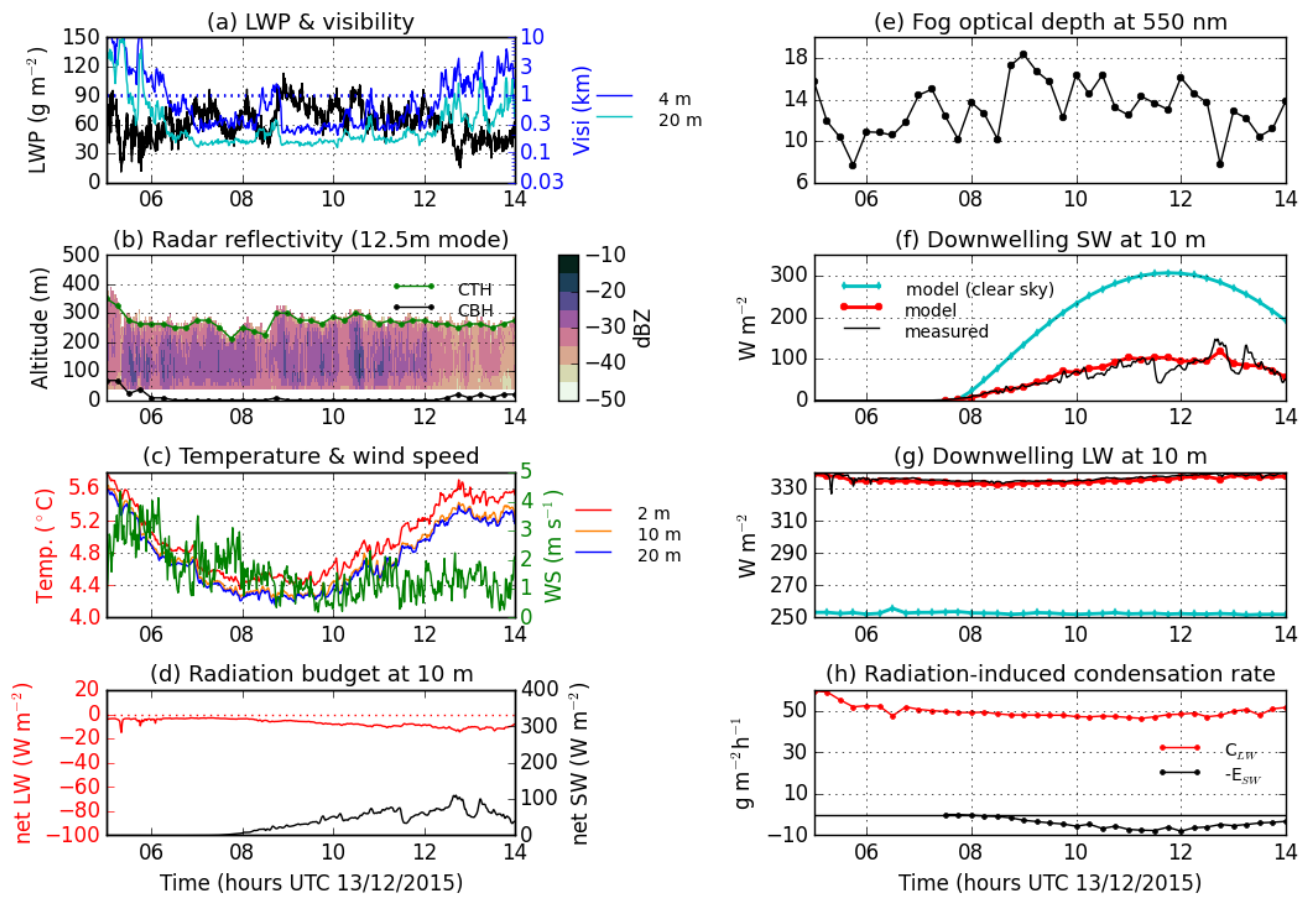 (a) LWP & visibility
150
120
90
60
30
0
LWP (g m⁻²)
10
3
1
0.3
0.1
0.03
Visi (km)
4 m
20 m
06 08 10 12 14
(b) Radar reflectivity (12.5m mode)
500
400
300
200
100
0
Altitude (m)
CTH
CBH
−10
−20
−30
−40
−50
dBZ
06 08 10 12 14
(c) Temperature & wind speed
5.6
5.2
4.8
4.4
4.0
Temp. (°C)
5
4
3
2
1
0
WS (m s⁻¹)
2 m
10 m
20 m
06 08 10 12 14
(d) Radiation budget at 10 m
20
0
−20
−40
−60
−80
−100
net LW (W m⁻²)
400
300
200
100
0
net SW (W m⁻²)
06 08 10 12 14
Time (hours UTC 13/12/2015)
(e) Fog optical depth at 550 nm
18
14
10
6
06 08 10 12 14
(f) Downwelling SW at 10 m
300
200
100
0
W m⁻²
model (clear sky)
model
measured
06 08 10 12 14
(g) Downwelling LW at 10 m
330
310
290
270
250
W m⁻²
06 08 10 12 14
(h) Radiation-induced condensation rate
50
30
10
−10
g m⁻²h⁻¹
C_LW
-E_SW
06 08 10 12 14
Time (hours UTC 13/12/2015)